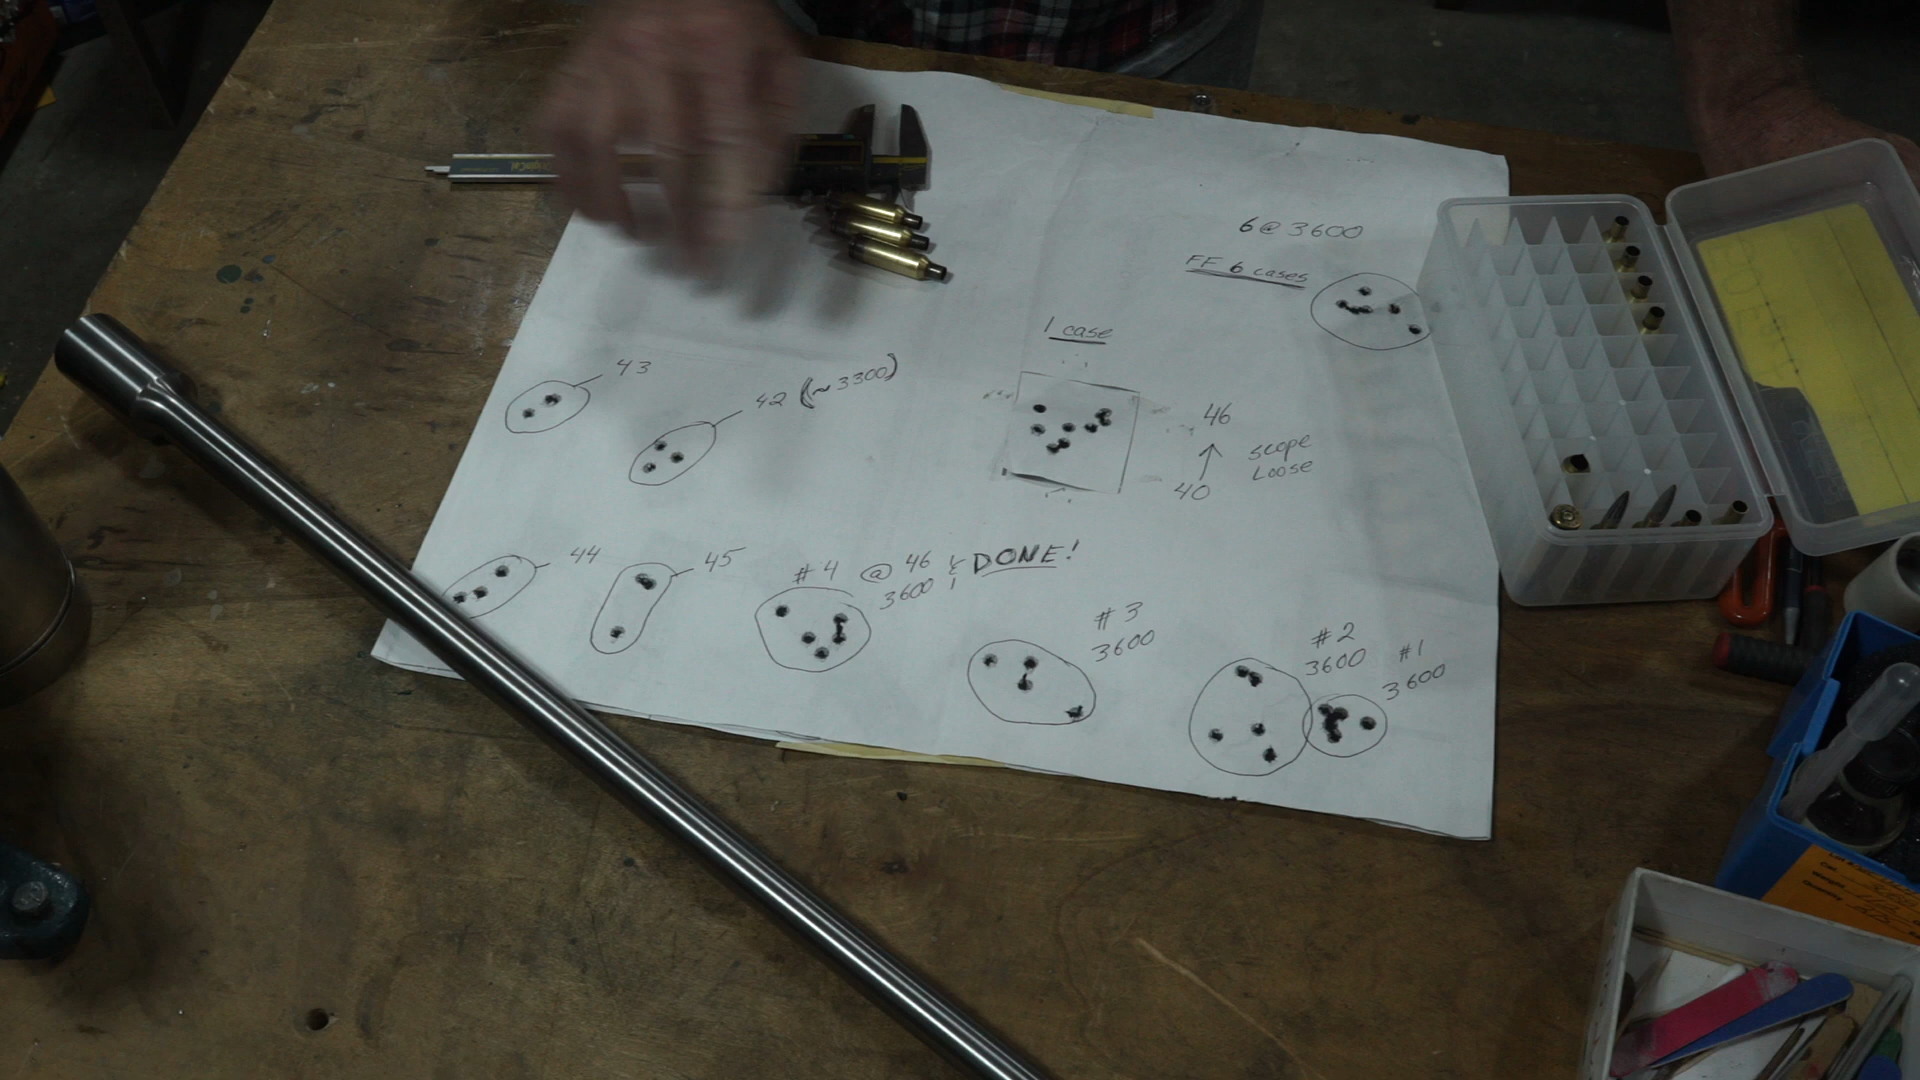 6 @ 3600
FF 6 cases
1 case
43
42 (~3300)
46
↑
40
SCOPE
LOOSE
44
45
#4 @ 46 & DONE!
3600
#3
3600
#2
3600
#1
3600